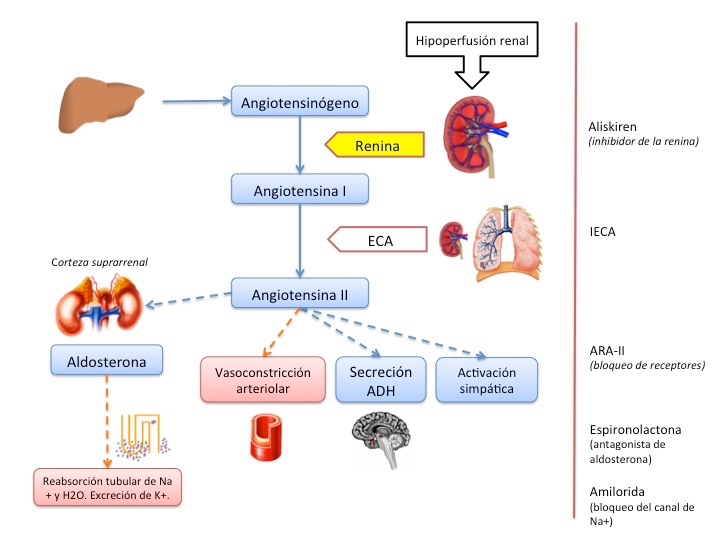 Hipoperfusión renal
Angiotensinógeno
Aliskiren
(inhibidor de la renina)
Renina
Angiotensina I
IECA
ECA
Corteza suprarrenal
Angiotensina II
Aldosterona
Vasoconstricción
arteriolar
Secreción
ADH
Activación
simpática
ARA-II
(bloqueo de receptores)
Espironolactona
(antagonista de
aldosterona)
Reabsorción tubular de Na
+ y H2O. Excreción de K+.
Amilorida
(bloqueo del canal de
Na+)